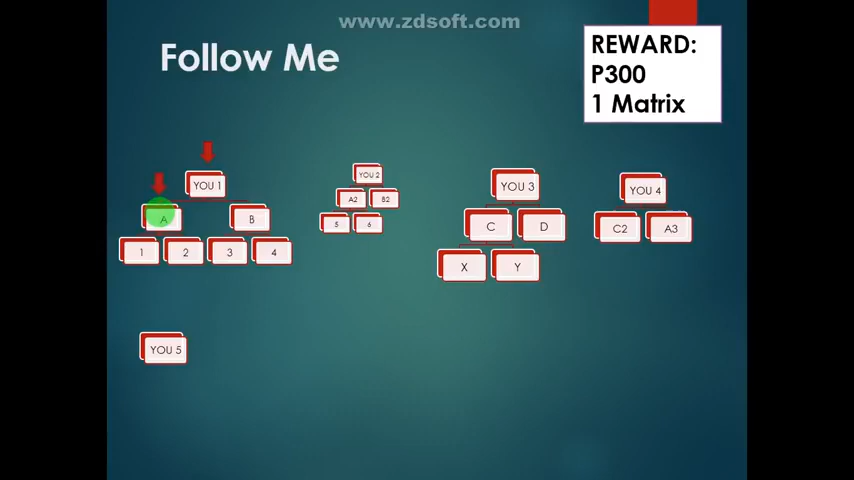 www.zdsoft.com
Follow Me
REWARD:
P300
1 Matrix
YOU 1
A
B
1
2
3
4
YOU 2
A2
B2
5
6
YOU 3
C
D
X
Y
YOU 4
C2
A3
YOU 5